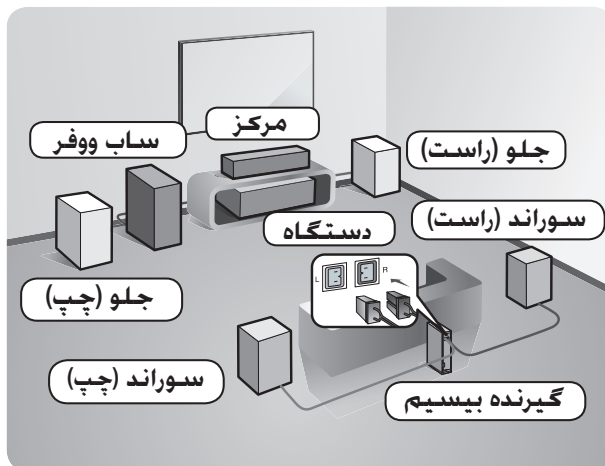 مرکز
ساب ووفر
جلو (راست)
سوراند (راست)
دستگاه
L
R
جلو (چپ)
سوراند (چپ)
گیرنده بیسیم